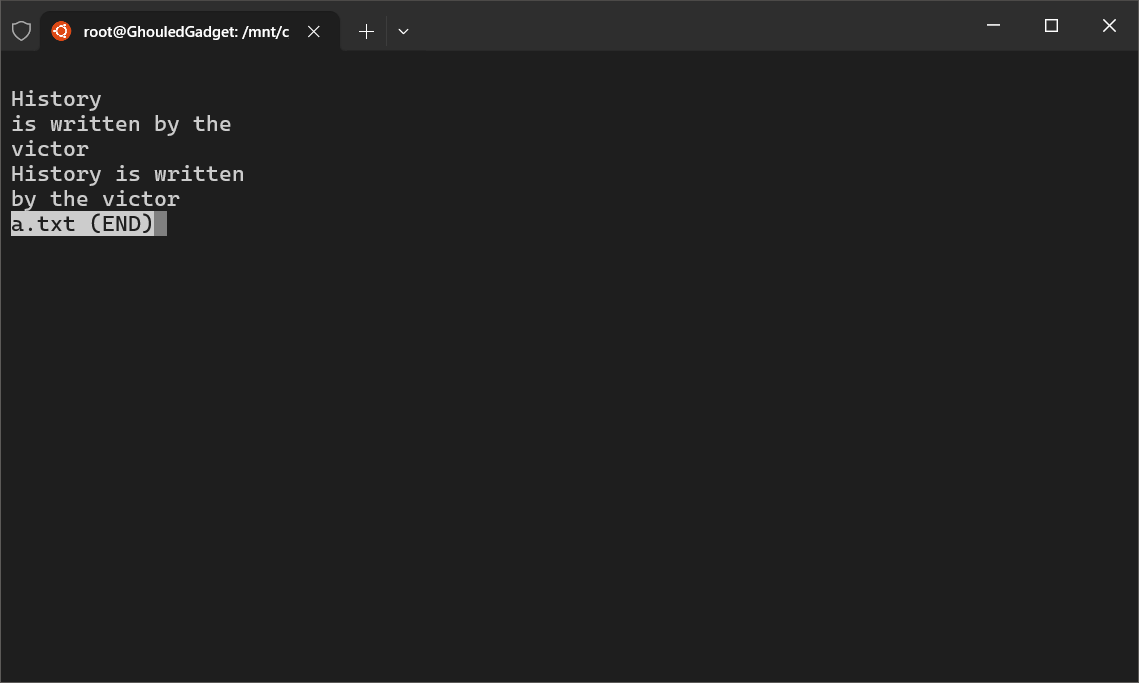 root@GhouledGadget: /mnt/c
History
is written by the
victor
History is written
by the victor
a.txt (END)